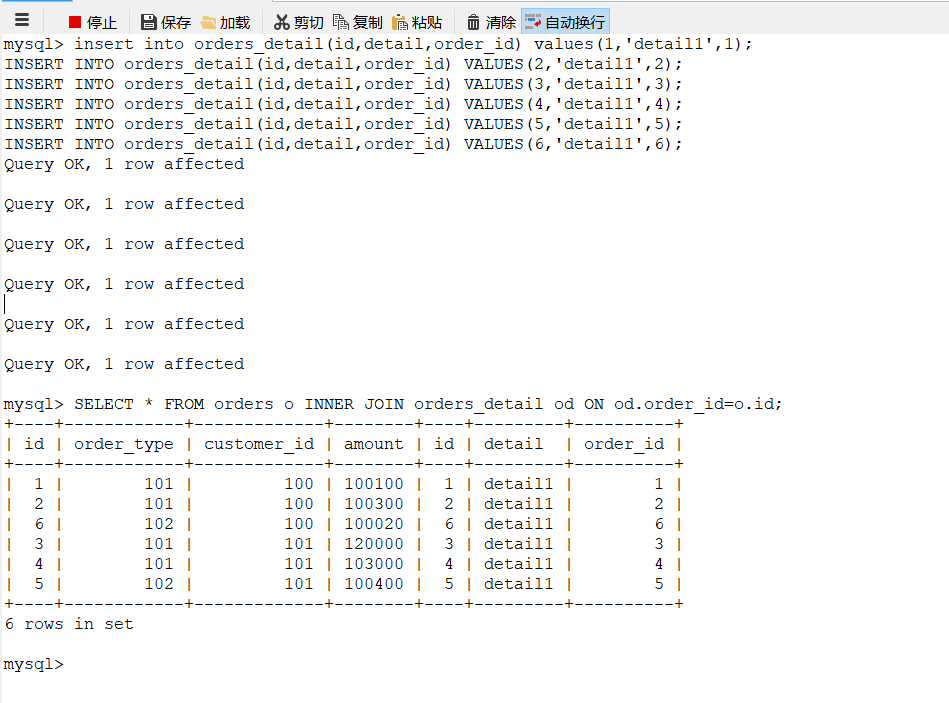 停止 保存 加载 剪切 复制 粘贴 清除 自动换行
mysql> insert into orders_detail(id,detail,order_id) values(1,'detail1',1);
INSERT INTO orders_detail(id,detail,order_id) VALUES(2,'detail1',2);
INSERT INTO orders_detail(id,detail,order_id) VALUES(3,'detail1',3);
INSERT INTO orders_detail(id,detail,order_id) VALUES(4,'detail1',4);
INSERT INTO orders_detail(id,detail,order_id) VALUES(5,'detail1',5);
INSERT INTO orders_detail(id,detail,order_id) VALUES(6,'detail1',6);
Query OK, 1 row affected
Query OK, 1 row affected
Query OK, 1 row affected
Query OK, 1 row affected
Query OK, 1 row affected
Query OK, 1 row affected
mysql> SELECT * FROM orders o INNER JOIN orders_detail od ON od.order_id=o.id;
+----+------------+-------------+--------+----+---------+----------+
| id | order_type | customer_id | amount | id | detail  | order_id |
+----+------------+-------------+--------+----+---------+----------+
|  1 |        101 |         100 | 100100 |  1 | detail1 |        1 |
|  2 |        101 |         100 | 100300 |  2 | detail1 |        2 |
|  6 |        102 |         100 | 100020 |  6 | detail1 |        6 |
|  3 |        101 |         101 | 120000 |  3 | detail1 |        3 |
|  4 |        101 |         101 | 103000 |  4 | detail1 |        4 |
|  5 |        102 |         101 | 100400 |  5 | detail1 |        5 |
+----+------------+-------------+--------+----+---------+----------+
6 rows in set
mysql>